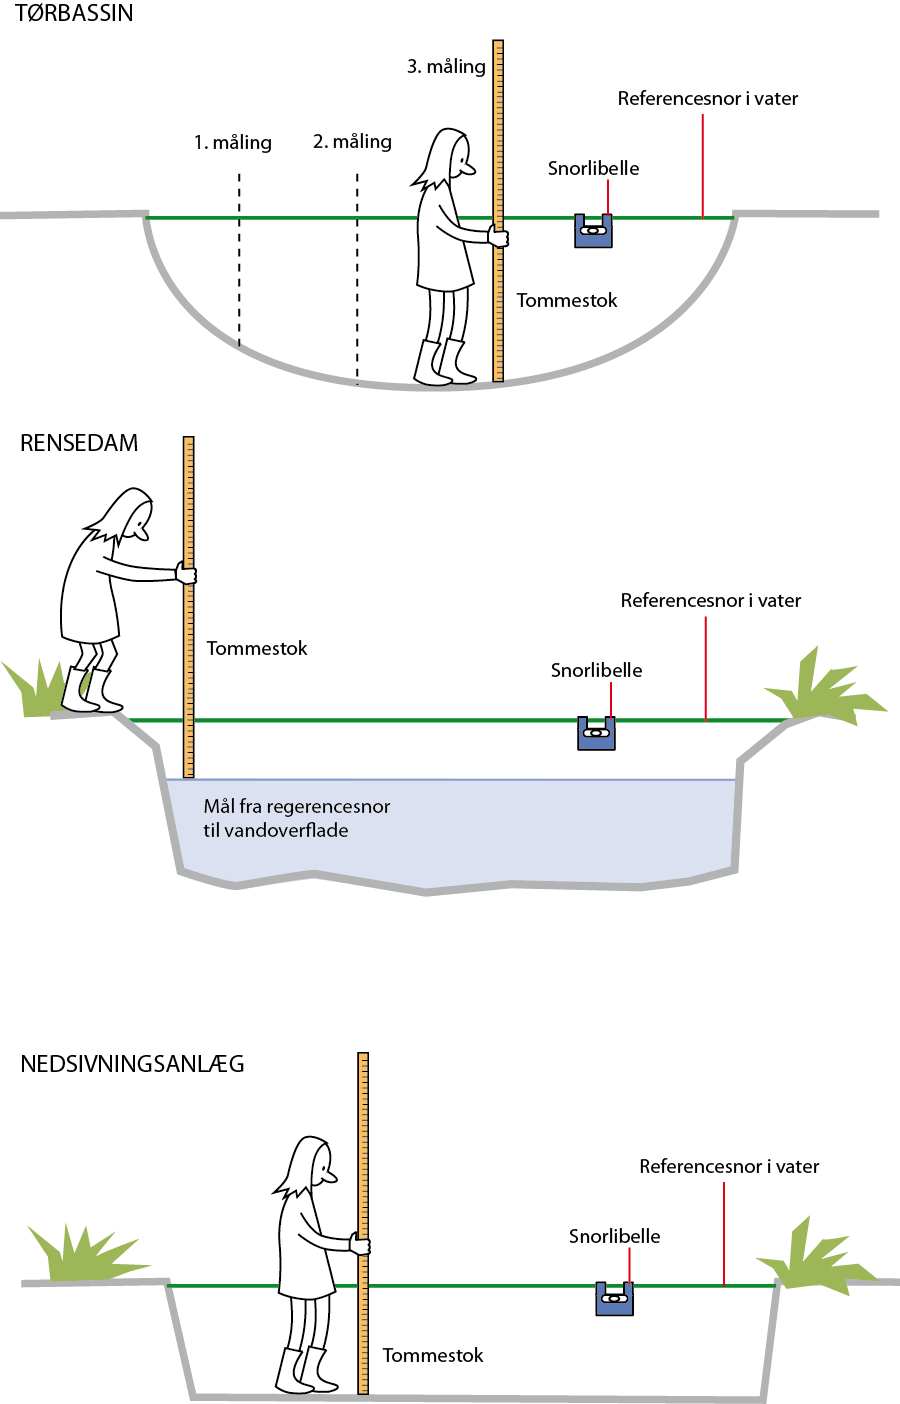 TØRBASSIN
3. måling
Referencesnor i vater
1. måling
2. måling
Snorlibelle
Tommestok
RENSEDAM
Referencesnor i vater
Tommestok
Snorlibelle
Mål fra regerencesnor
til vandoverflade
NEDSIVNINGSANLÆG
Referencesnor i vater
Snorlibelle
Tommestok